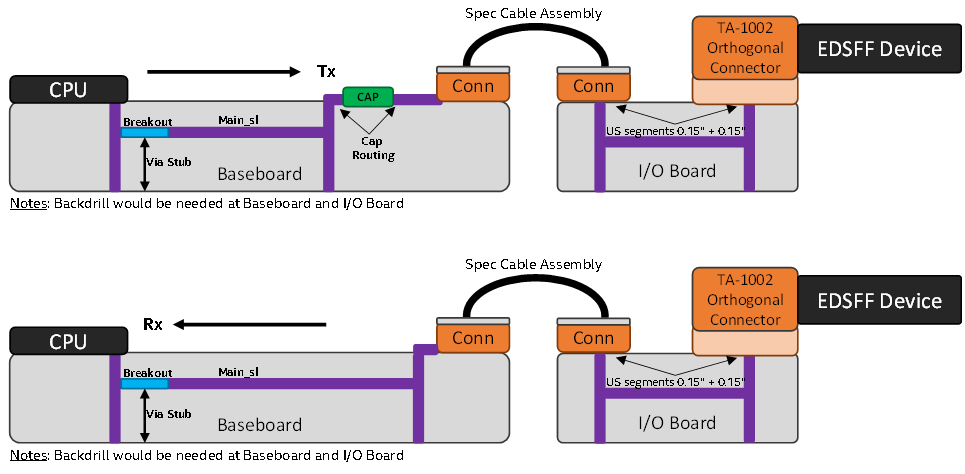 Spec Cable Assembly
TA-1002
Orthogonal
Connector
EDSFF Device
CPU
Tx
CAP
Conn
Conn
Breakout
Main_sl
Cap
Routing
US segments 0.15" + 0.15"
Via Stub
Baseboard
I/O Board
Notes: Backdrill would be needed at Baseboard and I/O Board
Spec Cable Assembly
TA-1002
Orthogonal
Connector
EDSFF Device
CPU
Rx
Conn
Conn
Breakout
Main_sl
US segments 0.15" + 0.15"
Via Stub
Baseboard
I/O Board
Notes: Backdrill would be needed at Baseboard and I/O Board